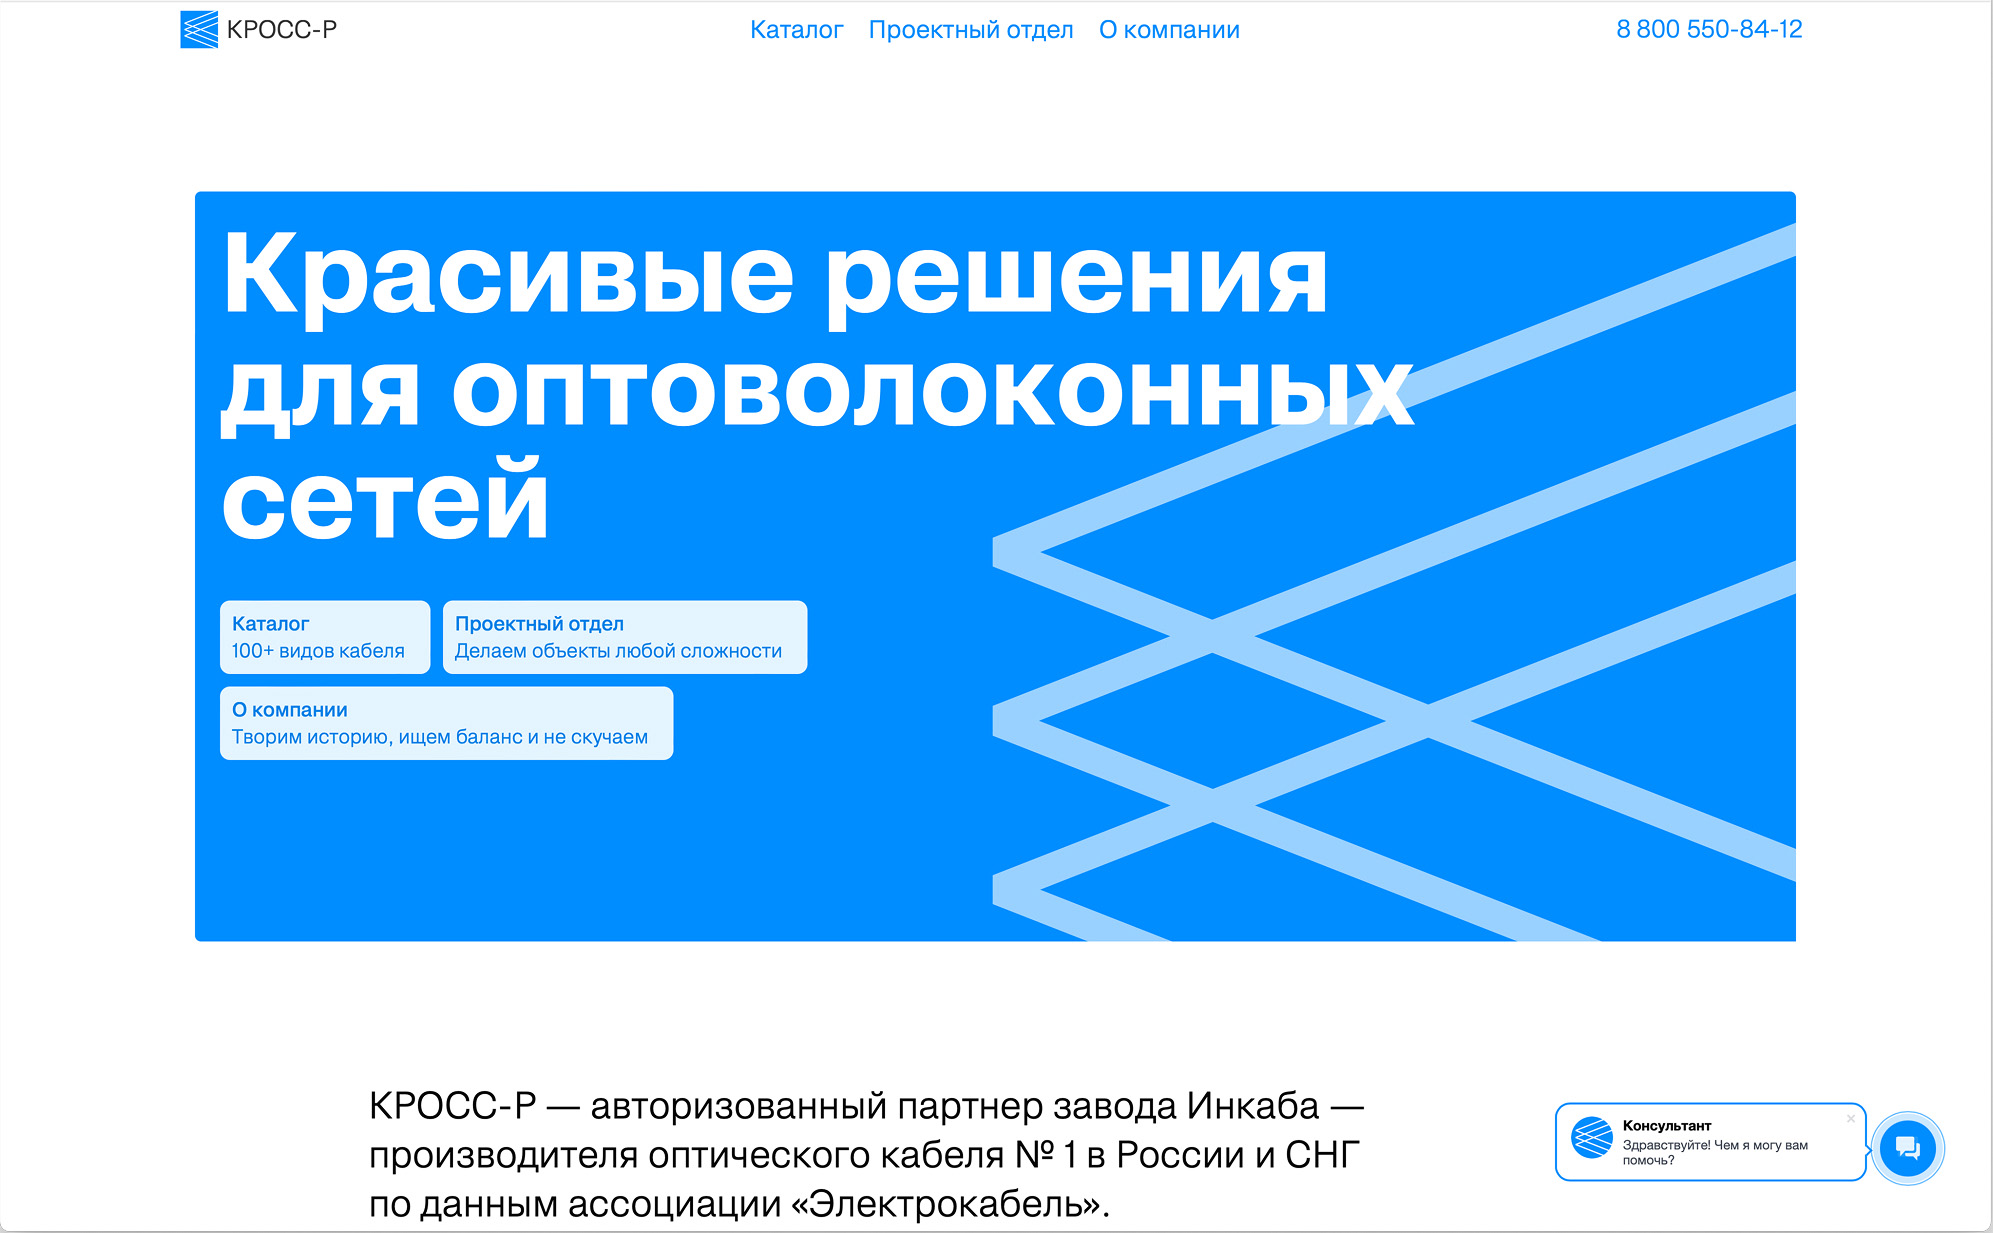 КРОСС-Р
Каталог Проектный отдел О компании
8 800 550-84-12
Красивые решения
для оптоволоконных
сетей
Каталог
100+ видов кабеля
Проектный отдел
Делаем объекты любой сложности
О компании
Творим историю, ищем баланс и не скучаем
КРОСС-Р — авторизованный партнер завода Инкаба —
производителя оптического кабеля № 1 в России и СНГ
по данным ассоциации «Электрокабель».
Консультант
Здравствуйте! Чем я могу вам
помочь?